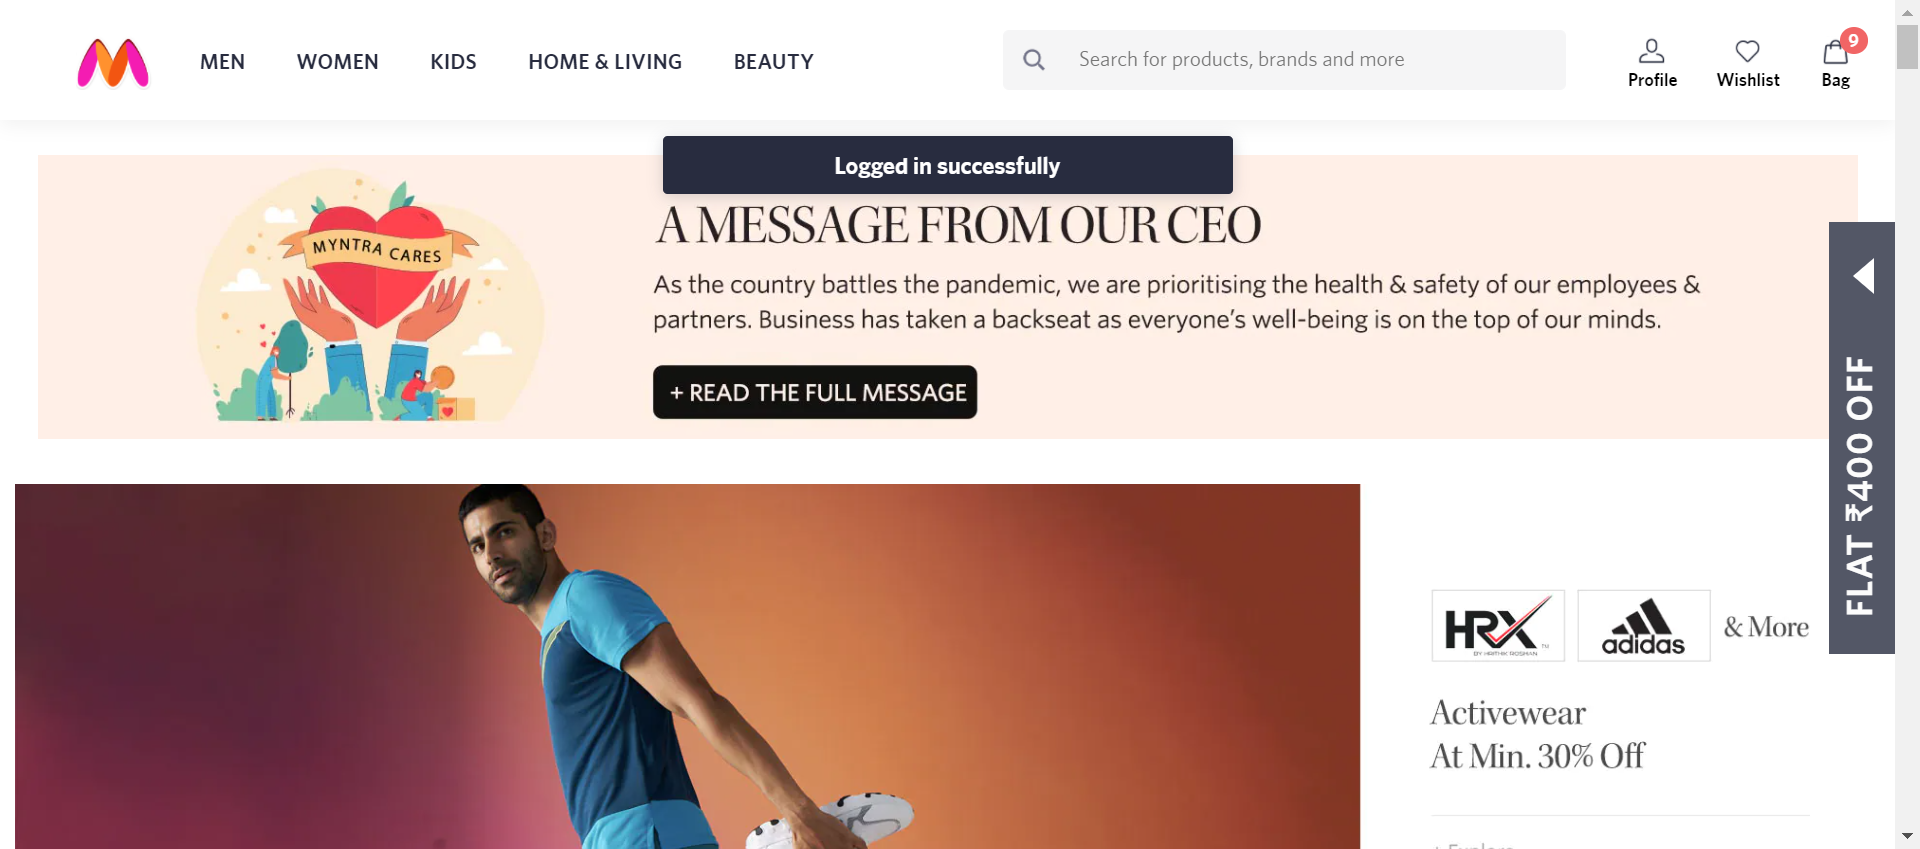 MEN WOMEN KIDS HOME & LIVING BEAUTY
Search for products, brands and more
Profile Wishlist Bag 9
Logged in successfully
MYNTRA CARES
A MESSAGE FROM OUR CEO
As the country battles the pandemic, we are prioritising the health & safety of our employees &
partners. Business has taken a backseat as everyone's well-being is on the top of our minds.
+ READ THE FULL MESSAGE
FLAT ₹400 OFF
HRX TM
BY HRITHIK ROSHAN
adidas
& More
Activewear
At Min. 30% Off
+ Explore